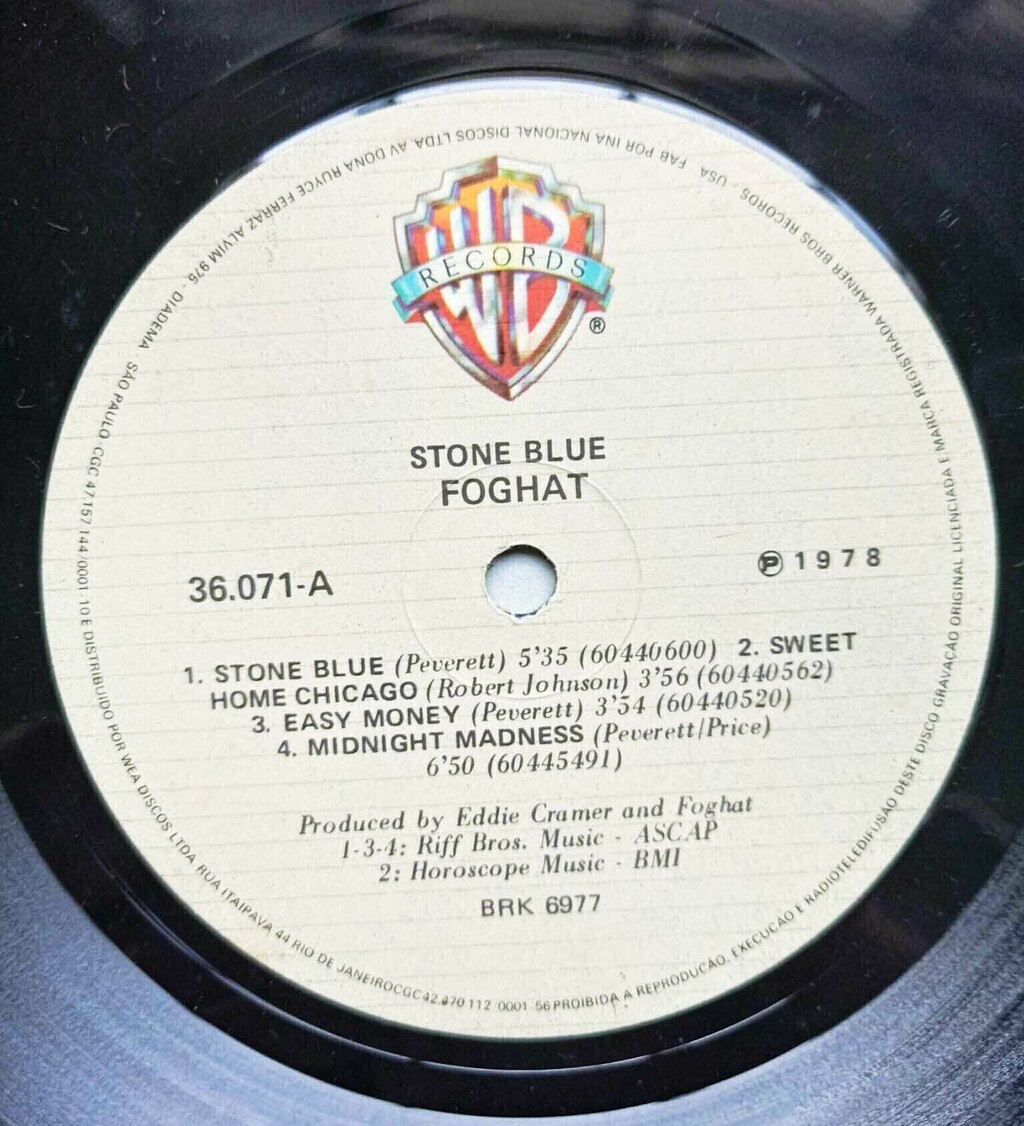 WB
RECORDS
®
STONE BLUE
FOGHAT
36.071-A
℗ 1978
1. STONE BLUE (Peverett) 5'35 (60440600) 2. SWEET
HOME CHICAGO (Robert Johnson) 3'56 (60440562)
3. EASY MONEY (Peverett) 3'54 (60440520)
4. MIDNIGHT MADNESS (Peverett/Price)
6'50 (60445491)
Produced by Eddie Cramer and Foghat
1-3-4: Riff Bros. Music - ASCAP
2: Horoscope Music - BMI
BRK 6977
FAB POR INA NACIONAL DISCOS LTDA. AV DONA RUYCE FERRAZ ALVIM 975 - DIADEMA SÃO PAULO-CGC 47.157 144/0001-10 E DISTRIBUIDO POR WEA DISCOS LTDA RUA ITAIPAVA 44 RIO DE JANEIROCGC 42.470 112 0001-56 PROIBIDA A REPRODUCÃO, EXECUCAO E RADIOTELEDIFUSÃO DESTE DISCO GRAVACAO ORIGINAL LICENCIADA E MARCA REGISTRADA WARNER BROS RECORDS - USA